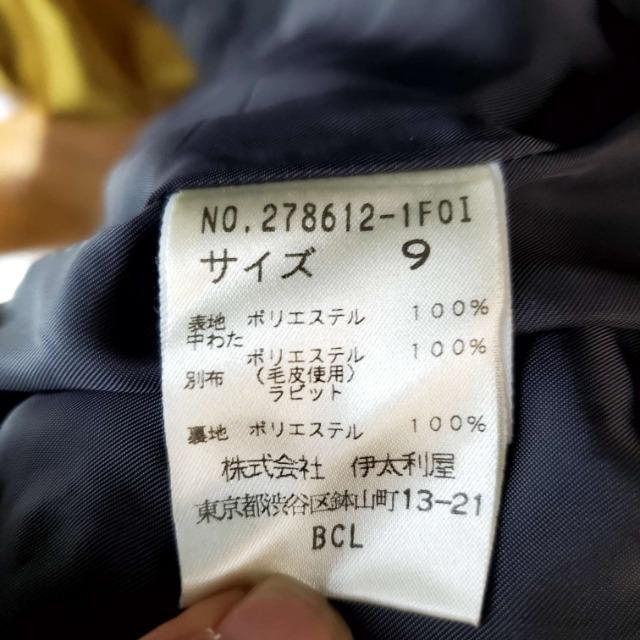 NO.278612-1F0I
サイズ 9
表地 ポリエステル 100%
中わた
ポリエステル 100%
別布 (毛皮使用)
ラビット
裏地 ポリエステル 100%
株式会社 伊太利屋
東京都渋谷区鉢山町13-21
BCL